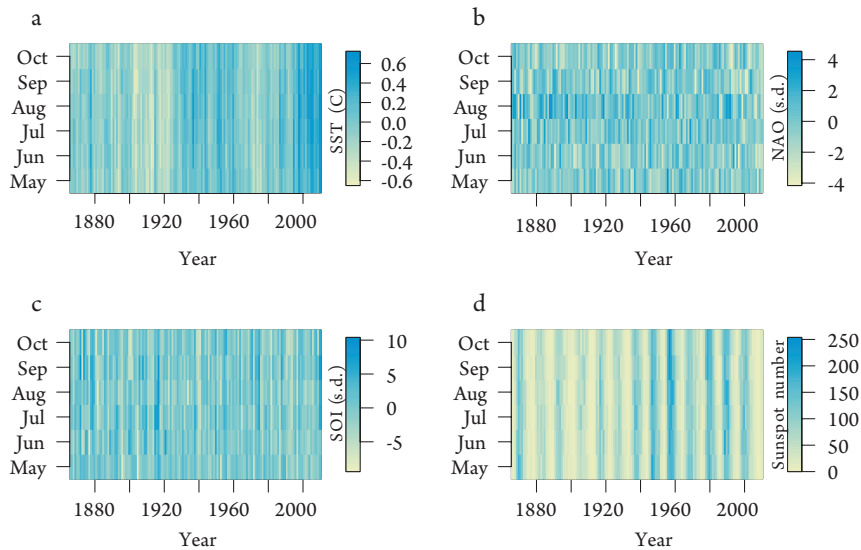 a
Oct
Sep
Aug
Jul
Jun
May
1880 1920 1960 2000
Year
0.6
0.4
0.2
0.0
-0.2
-0.4
-0.6
SST (C)
b
Oct
Sep
Aug
Jul
Jun
May
1880 1920 1960 2000
Year
4
2
0
-2
-4
NAO (s.d.)
c
Oct
Sep
Aug
Jul
Jun
May
1880 1920 1960 2000
Year
10
5
0
-5
SOI (s.d.)
d
Oct
Sep
Aug
Jul
Jun
May
1880 1920 1960 2000
Year
250
200
150
100
50
0
Sunspot number